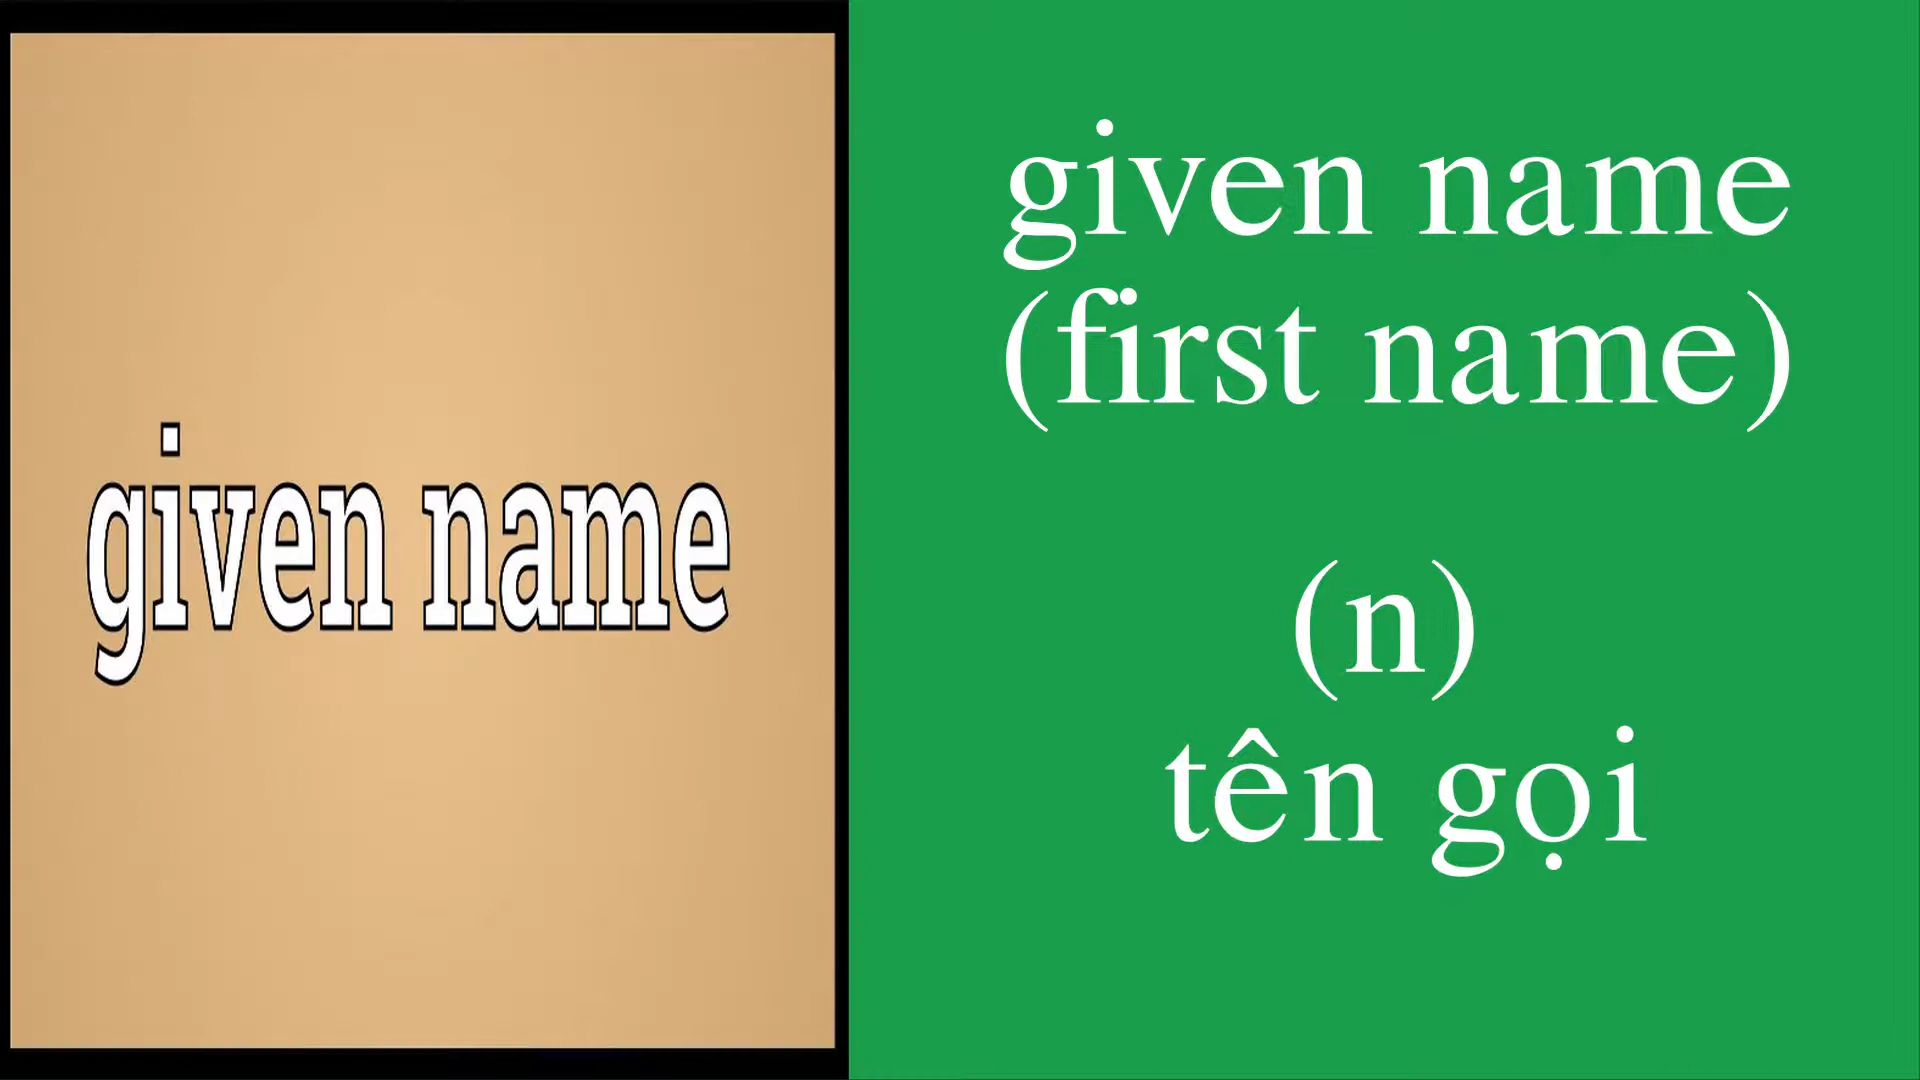 given name
given name
(first name)
(n)
tên gọi